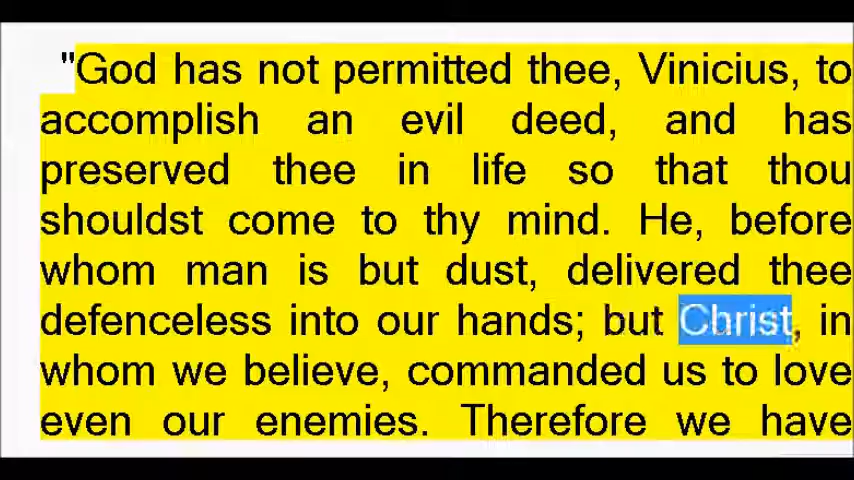 "God has not permitted thee, Vinicius, to
accomplish an evil deed, and has
preserved thee in life so that thou
shouldst come to thy mind. He, before
whom man is but dust, delivered thee
defenceless into our hands; but Christ, in
whom we believe, commanded us to love
even our enemies. Therefore we have